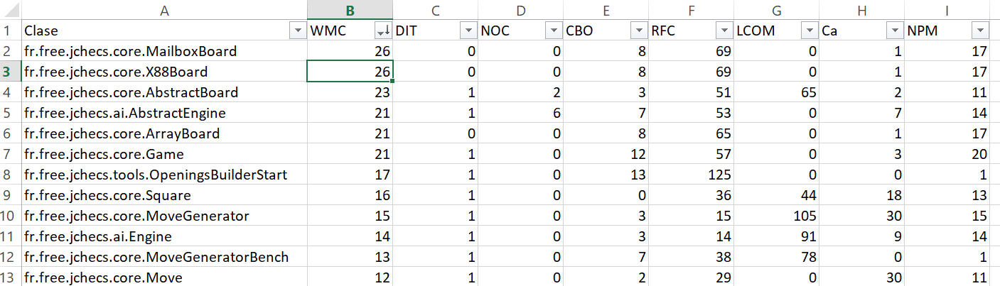 A B C D E F G H I
1 Clase WMC DIT NOC CBO RFC LCOM Ca NPM
2 fr.free.jchecs.core.MailboxBoard 26 0 0 8 69 0 1 17
3 fr.free.jchecs.core.X88Board 26 0 0 8 69 0 1 17
4 fr.free.jchecs.core.AbstractBoard 23 1 2 3 51 65 2 11
5 fr.free.jchecs.ai.AbstractEngine 21 1 6 7 53 0 7 14
6 fr.free.jchecs.core.ArrayBoard 21 0 0 8 65 0 1 17
7 fr.free.jchecs.core.Game 21 1 0 12 57 0 3 20
8 fr.free.jchecs.tools.OpeningsBuilderStart 17 1 0 13 125 0 0 1
9 fr.free.jchecs.core.Square 16 1 0 0 36 44 18 13
10 fr.free.jchecs.core.MoveGenerator 15 1 0 3 15 105 30 15
11 fr.free.jchecs.ai.Engine 14 1 0 3 14 91 9 14
12 fr.free.jchecs.core.MoveGeneratorBench 13 1 0 7 38 78 0 1
13 fr.free.jchecs.core.Move 12 1 0 2 29 0 30 11